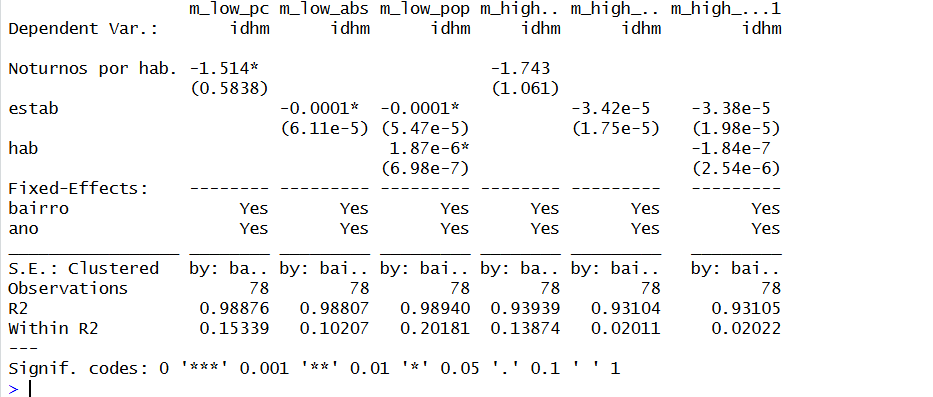 m_low_pc m_low_abs m_low_pop m_high.. m_high_.. m_high_...1
Dependent Var.: idhm idhm idhm idhm idhm idhm
Noturnos por hab. -1.514* -1.743
(0.5838) (1.061)
estab -0.0001* -0.0001* -3.42e-5 -3.38e-5
(6.11e-5) (5.47e-5) (1.75e-5) (1.98e-5)
hab 1.87e-6* -1.84e-7
(6.98e-7) (2.54e-6)
Fixed-Effects: -------- --------- --------- -------- --------- ---------
bairro Yes Yes Yes Yes Yes Yes
ano Yes Yes Yes Yes Yes Yes
_________________ ________ _________ _________ ________ _________ _________
S.E.: Clustered by: ba.. by: bai.. by: bai.. by: ba.. by: bai.. by: bai..
Observations 78 78 78 78 78 78
R2 0.98876 0.98807 0.98940 0.93939 0.93104 0.93105
Within R2 0.15339 0.10207 0.20181 0.13874 0.02011 0.02022
---
Signif. codes: 0 '***' 0.001 '**' 0.01 '*' 0.05 '.' 0.1 ' ' 1
>